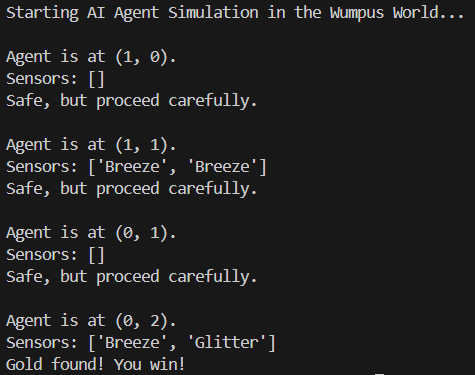 Starting AI Agent Simulation in the Wumpus World...
Agent is at (1, 0).
Sensors: []
Safe, but proceed carefully.
Agent is at (1, 1).
Sensors: ['Breeze', 'Breeze']
Safe, but proceed carefully.
Agent is at (0, 1).
Sensors: []
Safe, but proceed carefully.
Agent is at (0, 2).
Sensors: ['Breeze', 'Glitter']
Gold found! You win!